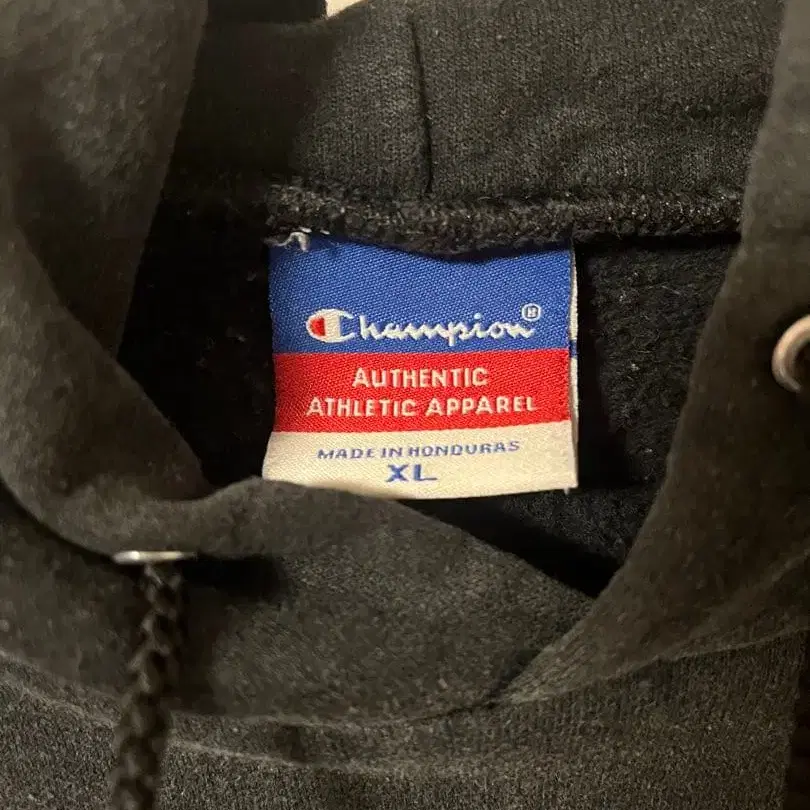 Champion®
AUTHENTIC
ATHLETIC APPAREL
MADE IN HONDURAS
XL